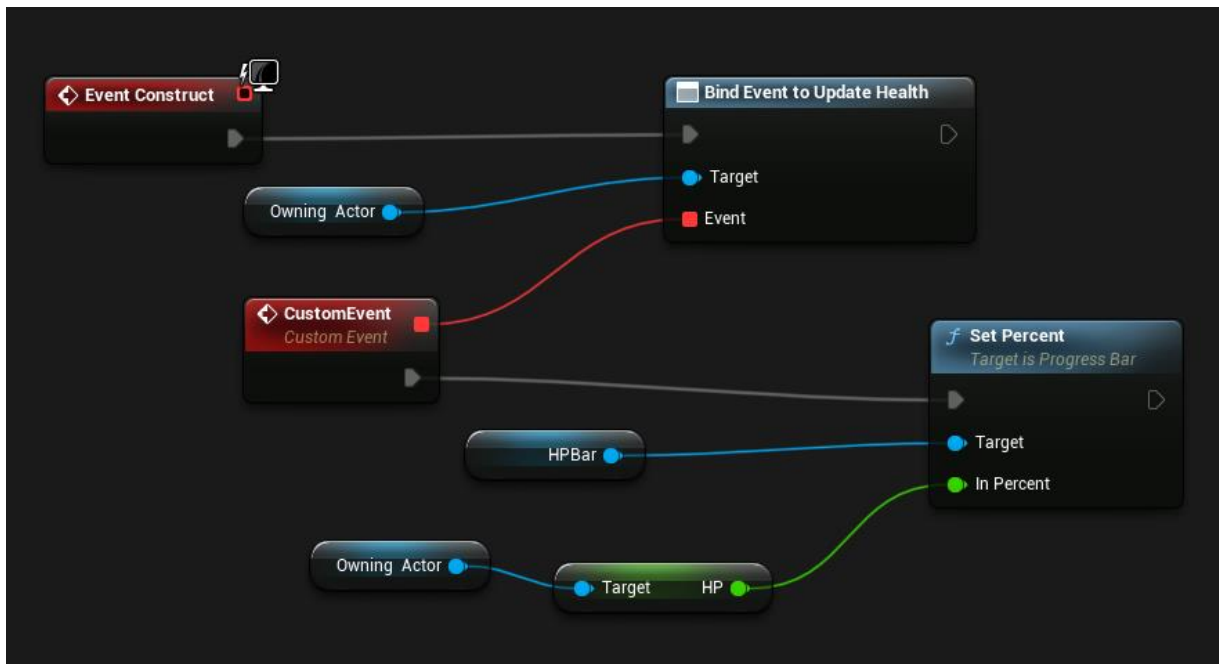 Event Construct
Bind Event to Update Health
Target
Owning Actor
Event
CustomEvent
Custom Event
Set Percent
Target is Progress Bar
HPBar
Target
In Percent
Owning Actor
Target HP